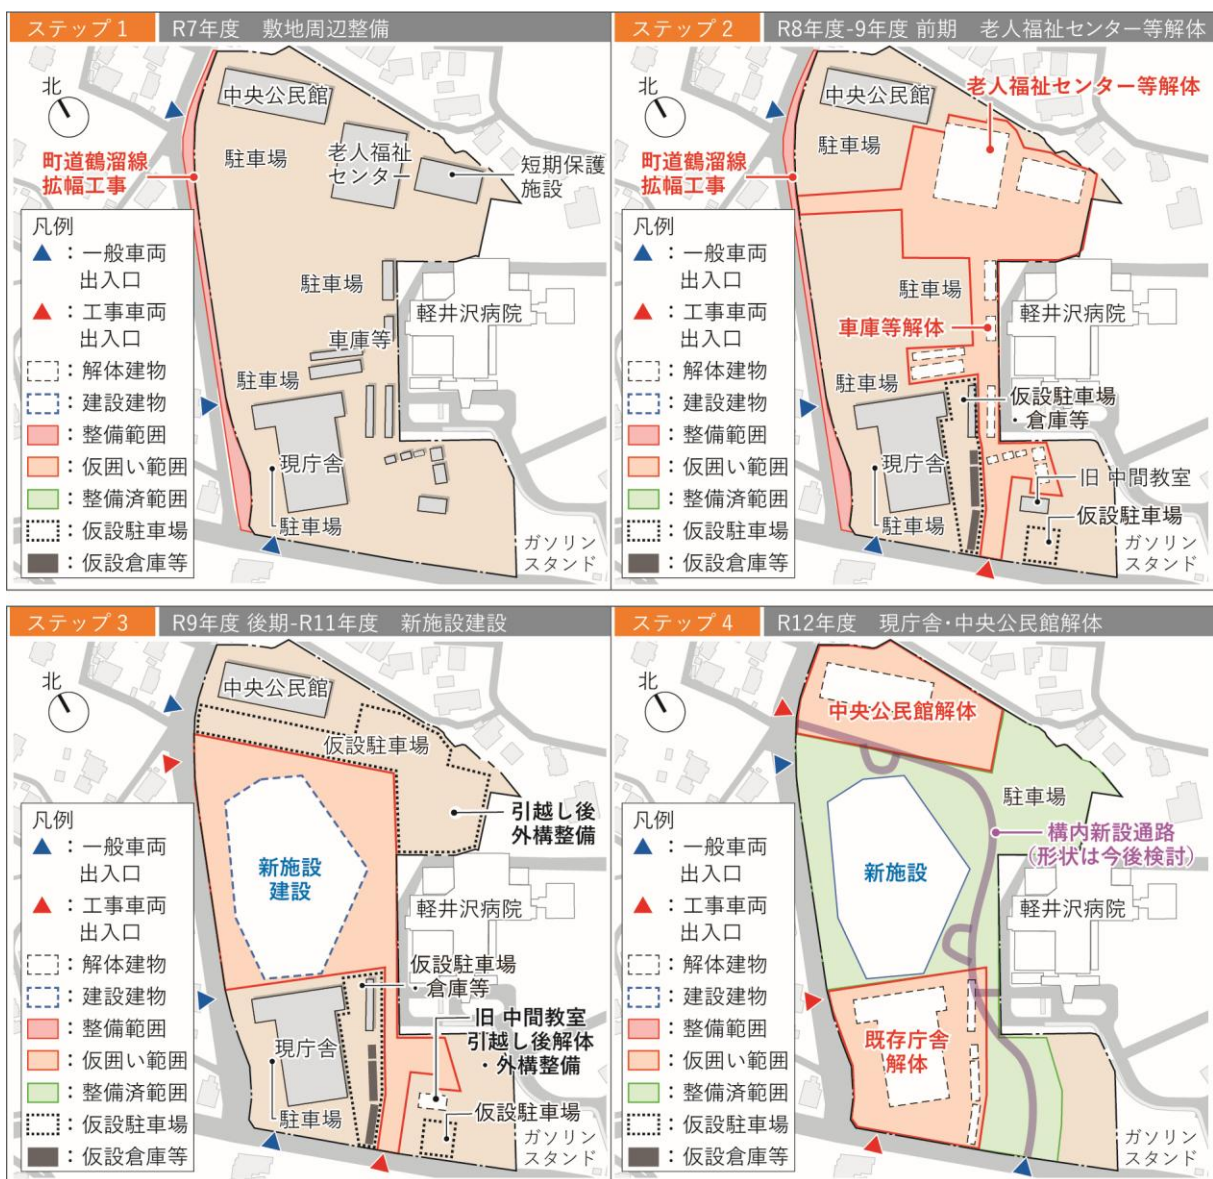 ステップ1 R7年度 敷地周辺整備
北
中央公民館
駐車場
老人福祉
センター
短期保護
施設
町道鶴溜線
拡幅工事
凡例
：一般車両
出入口
：工事車両
出入口
：解体建物
：建設建物
：整備範囲
：仮囲い範囲
：整備済範囲
：仮設駐車場
：仮設倉庫等
駐車場
軽井沢病院
車庫等
駐車場
現庁舎
駐車場
ガソリン
スタンド
ステップ2 R8年度-9年度 前期 老人福祉センター等解体
北
中央公民館
老人福祉センター等解体
駐車場
町道鶴溜線
拡幅工事
凡例
：一般車両
出入口
：工事車両
出入口
：解体建物
：建設建物
：整備範囲
：仮囲い範囲
：整備済範囲
：仮設駐車場
：仮設倉庫等
駐車場
軽井沢病院
車庫等解体
駐車場
仮設駐車場
・倉庫等
現庁舎
旧 中間教室
仮設駐車場
駐車場
ガソリン
スタンド
ステップ3 R9年度 後期-R11年度 新施設建設
北
中央公民館
仮設駐車場
引越し後
外構整備
凡例
：一般車両
出入口
：工事車両
出入口
：解体建物
：建設建物
：整備範囲
：仮囲い範囲
：整備済範囲
：仮設駐車場
：仮設倉庫等
新施設
建設
軽井沢病院
仮設駐車場
・倉庫等
旧 中間教室
引越し後解体
・外構整備
現庁舎
仮設駐車場
駐車場
ガソリン
スタンド
ステップ4 R12年度 現庁舎・中央公民館解体
北
中央公民館解体
駐車場
構内新設通路
(形状は今後検討)
凡例
：一般車両
出入口
：工事車両
出入口
：解体建物
：建設建物
：整備範囲
：仮囲い範囲
：整備済範囲
：仮設駐車場
：仮設倉庫等
新施設
軽井沢病院
既存庁舎
解体
ガソリン
スタンド